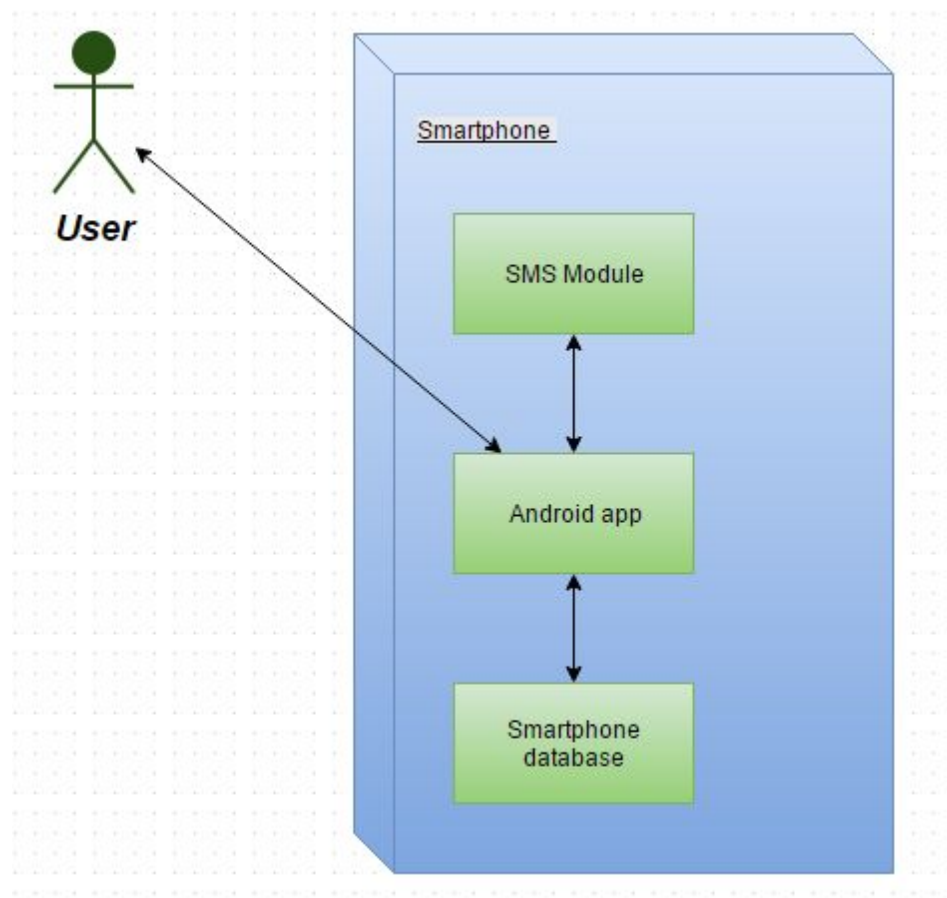 User
Smartphone
SMS Module
Android app
Smartphone
database